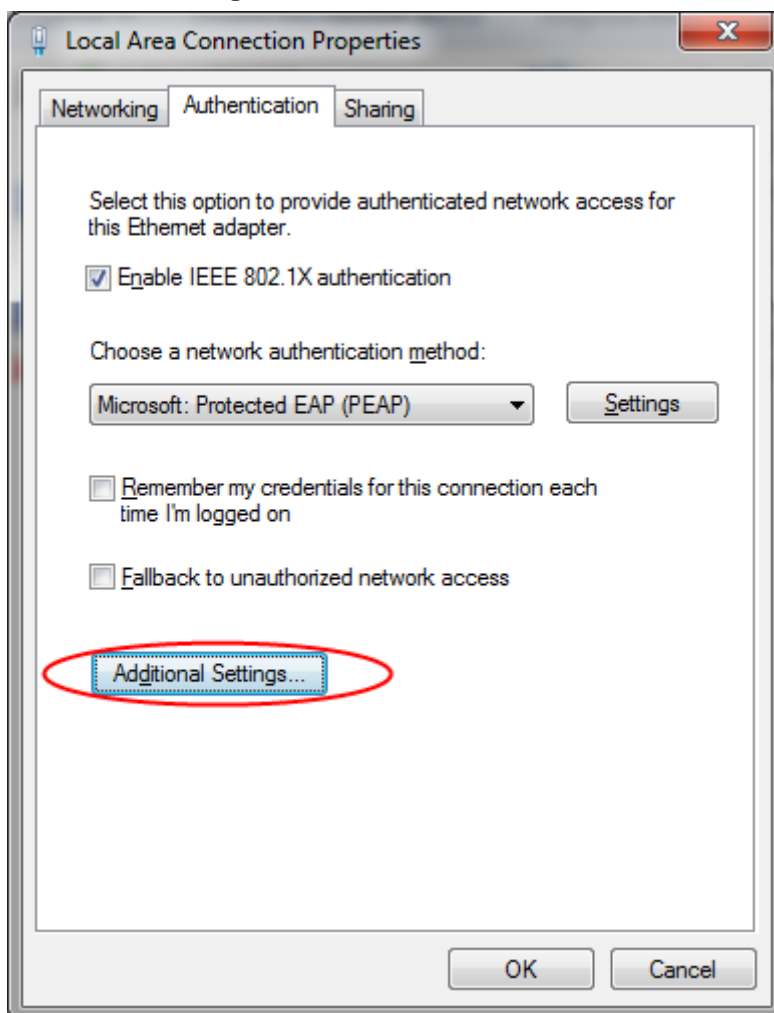 Local Area Connection Properties
X
Networking Authentication Sharing
Select this option to provide authenticated network access for
this Ethernet adapter.
Enable IEEE 802.1X authentication
Choose a network authentication method:
Microsoft: Protected EAP (PEAP) Settings
Remember my credentials for this connection each
time I'm logged on
Fallback to unauthorized network access
Additional Settings...
OK Cancel